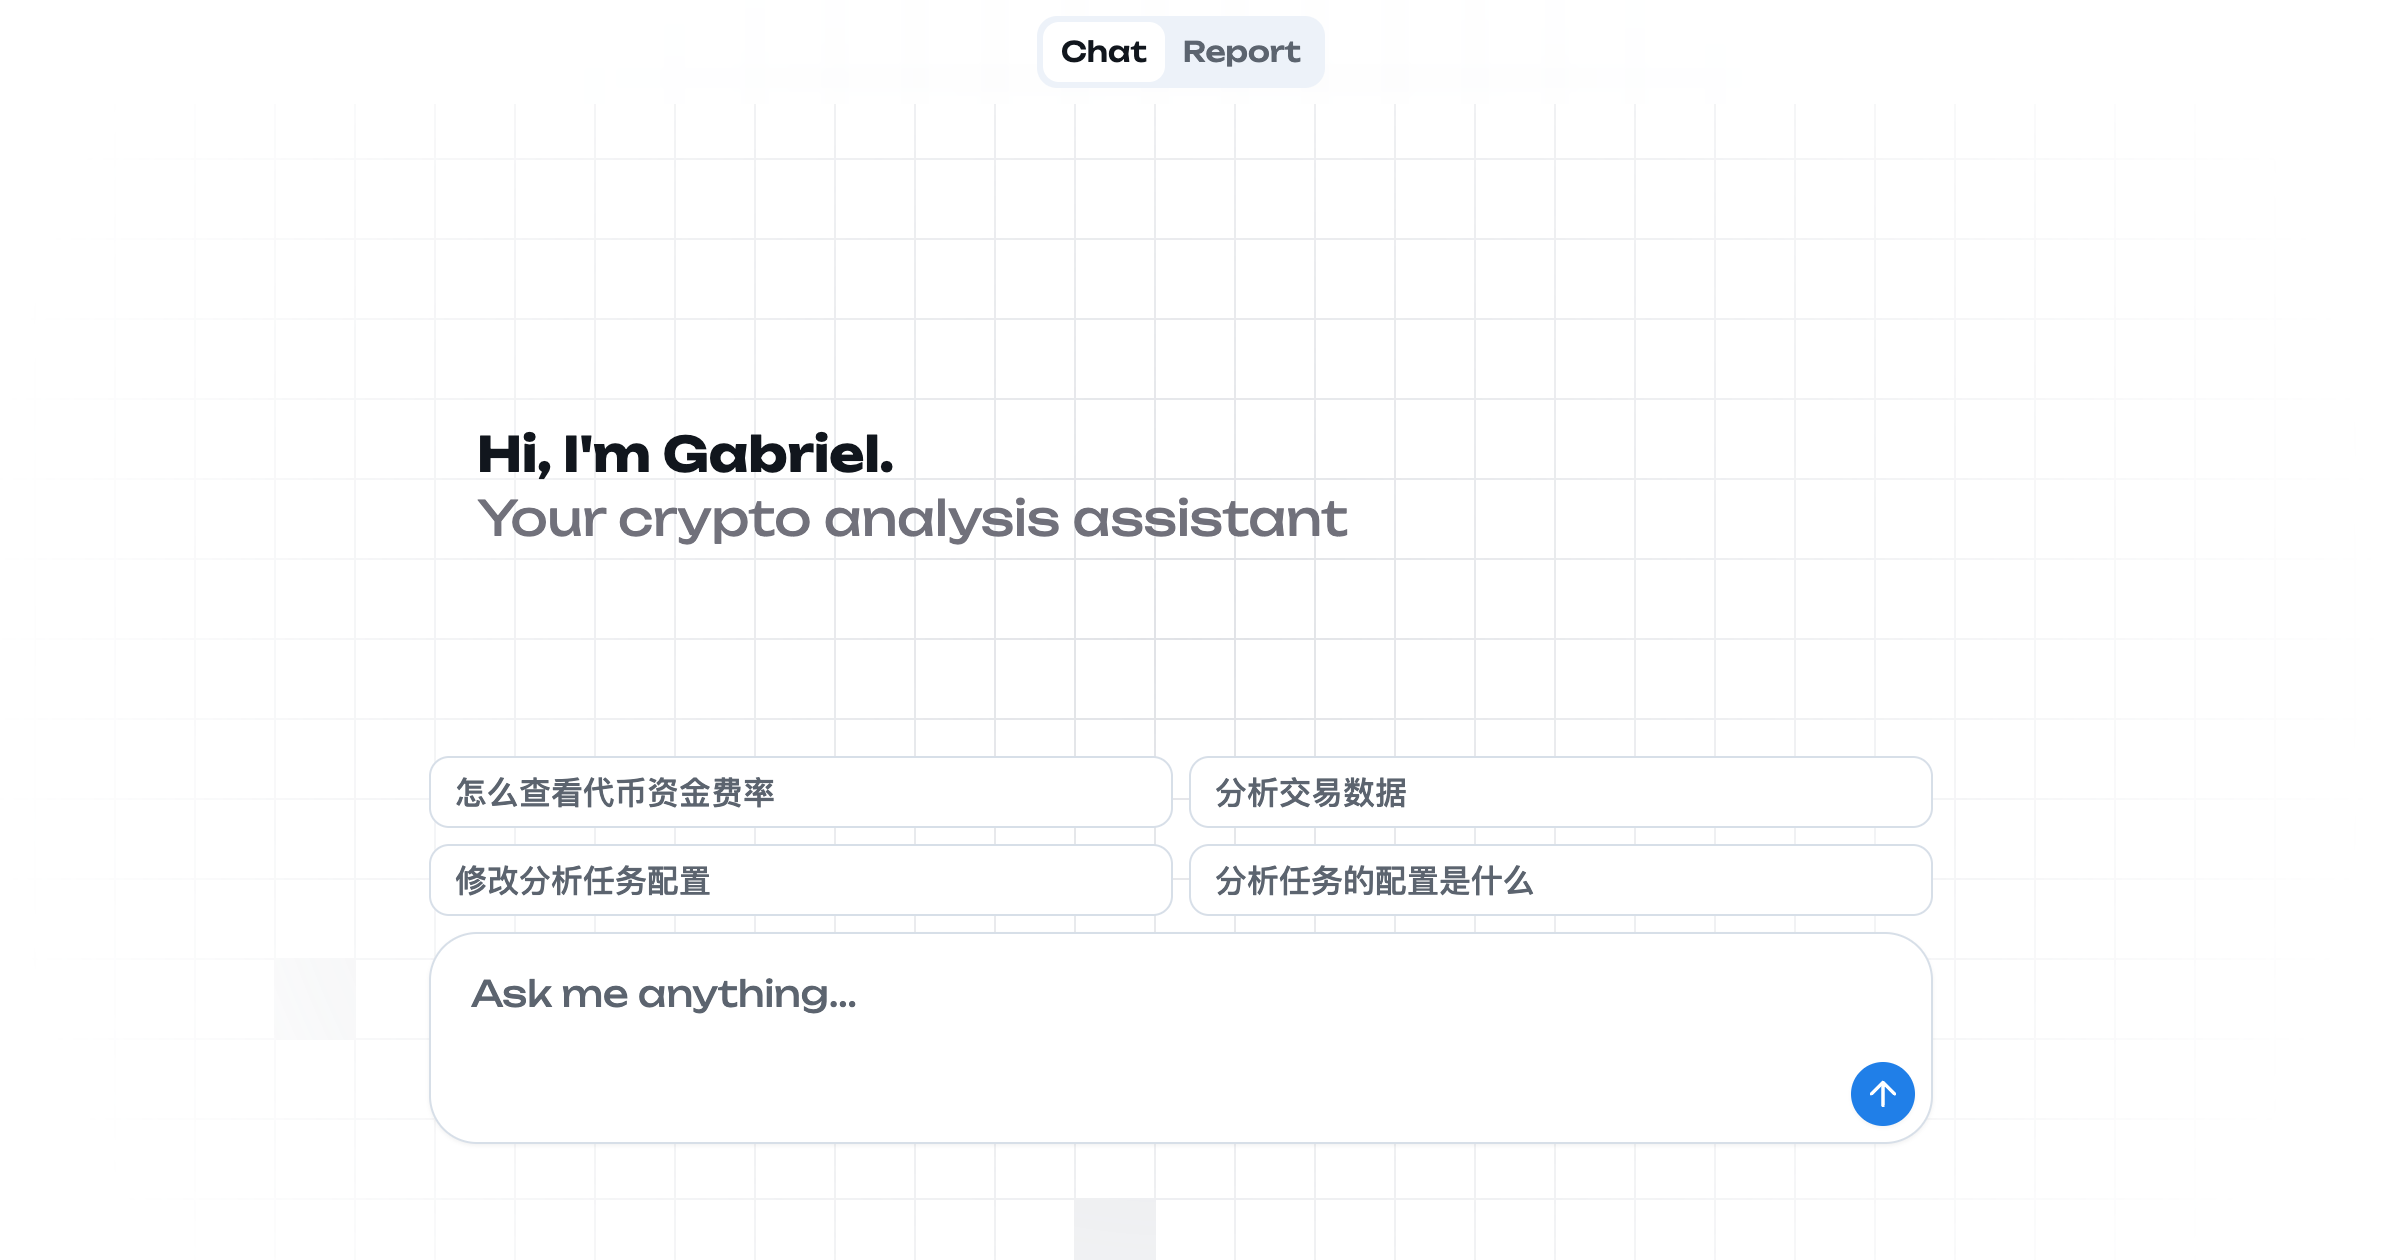 Chat
Report
Hi, I'm Gabriel.
Your crypto analysis assistant
怎么查看代币资金费率
分析交易数据
修改分析任务配置
分析任务的配置是什么
Ask me anything...